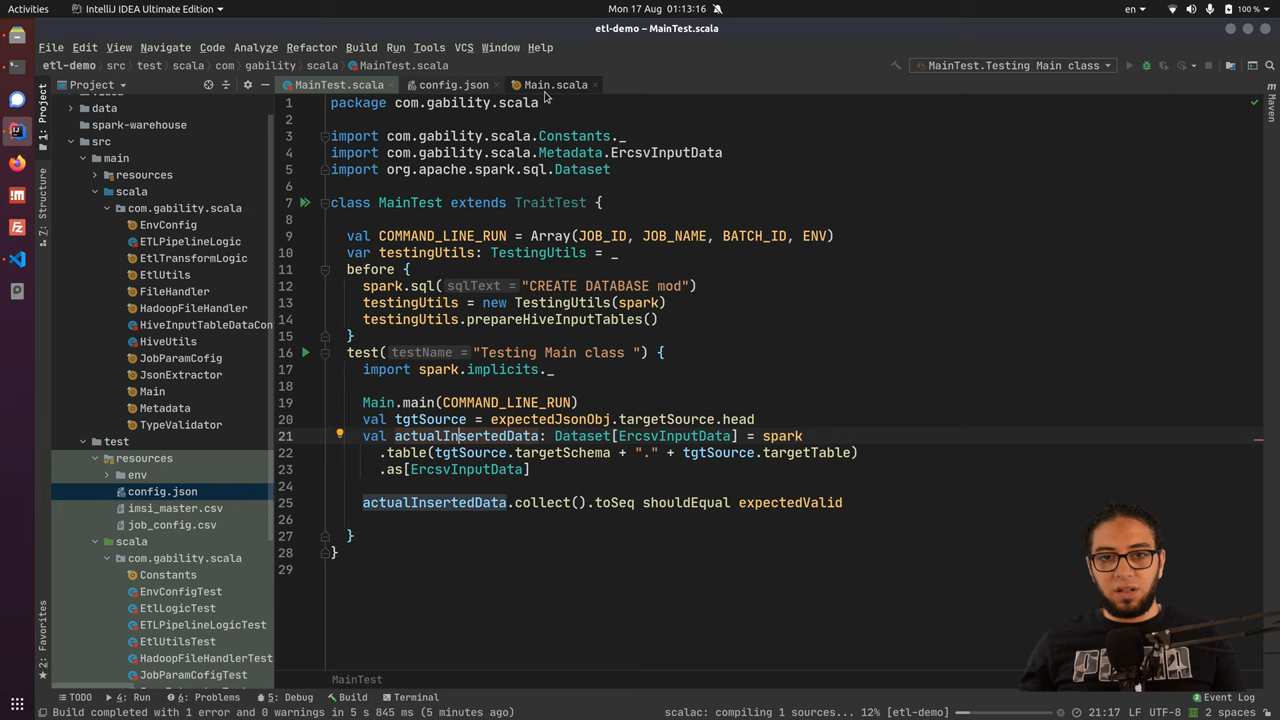 Activities
IntelliJ IDEA Ultimate Edition
Mon 17 Aug 01:13:16
en
100 %
etl-demo – MainTest.scala
File Edit View Navigate Code Analyze Refactor Build Run Tools VCS Window Help
etl-demo src test scala com gability scala MainTest.scala
MainTest.Testing Main class
Project
MainTest.scala
config.json
Main.scala
1: Project
Structure
2: Favorites
Maven
data
spark-warehouse
src
main
resources
scala
com.gability.scala
EnvConfig
ETLPipelineLogic
EtlTransformLogic
EtlUtils
FileHandler
HadoopFileHandler
HiveInputTableDataCon
HiveUtils
JobParamCofig
JsonExtractor
Main
Metadata
TypeValidator
test
resources
env
config.json
imsi_master.csv
job_config.csv
scala
com.gability.scala
Constants
EnvConfigTest
EtlLogicTest
ETLPipelineLogicTest
EtlUtilsTest
HadoopFileHandlerTest
JobParamCofigTest
1 package com.gability.scala
2
3 import com.gability.scala.Constants._
4 import com.gability.scala.Metadata.ErcsvInputData
5 import org.apache.spark.sql.Dataset
6
7 class MainTest extends TraitTest {
8
9 val COMMAND_LINE_RUN = Array(JOB_ID, JOB_NAME, BATCH_ID, ENV)
10 var testingUtils: TestingUtils = _
11 before {
12 spark.sql( sqlText = "CREATE DATABASE mod")
13 testingUtils = new TestingUtils(spark)
14 testingUtils.prepareHiveInputTables()
15 }
16 test( testName = "Testing Main class ") {
17 import spark.implicits._
18
19 Main.main(COMMAND_LINE_RUN)
20 val tgtSource = expectedJsonObj.targetSource.head
21 val actualInsertedData: Dataset[ErcsvInputData] = spark
22 .table(tgtSource.targetSchema + "." + tgtSource.targetTable)
23 .as[ErcsvInputData]
24
25 actualInsertedData.collect().toSeq shouldEqual expectedValid
26
27 }
28 }
29
MainTest
TODO 4: Run 6: Problems 5: Debug Build Terminal
2 Event Log
Build completed with 1 error and 0 warnings in 5 s 845 ms (5 minutes ago)
scalac: compiling 1 sources... 12% [etl-demo]
21:17 LF UTF-8 2 spaces